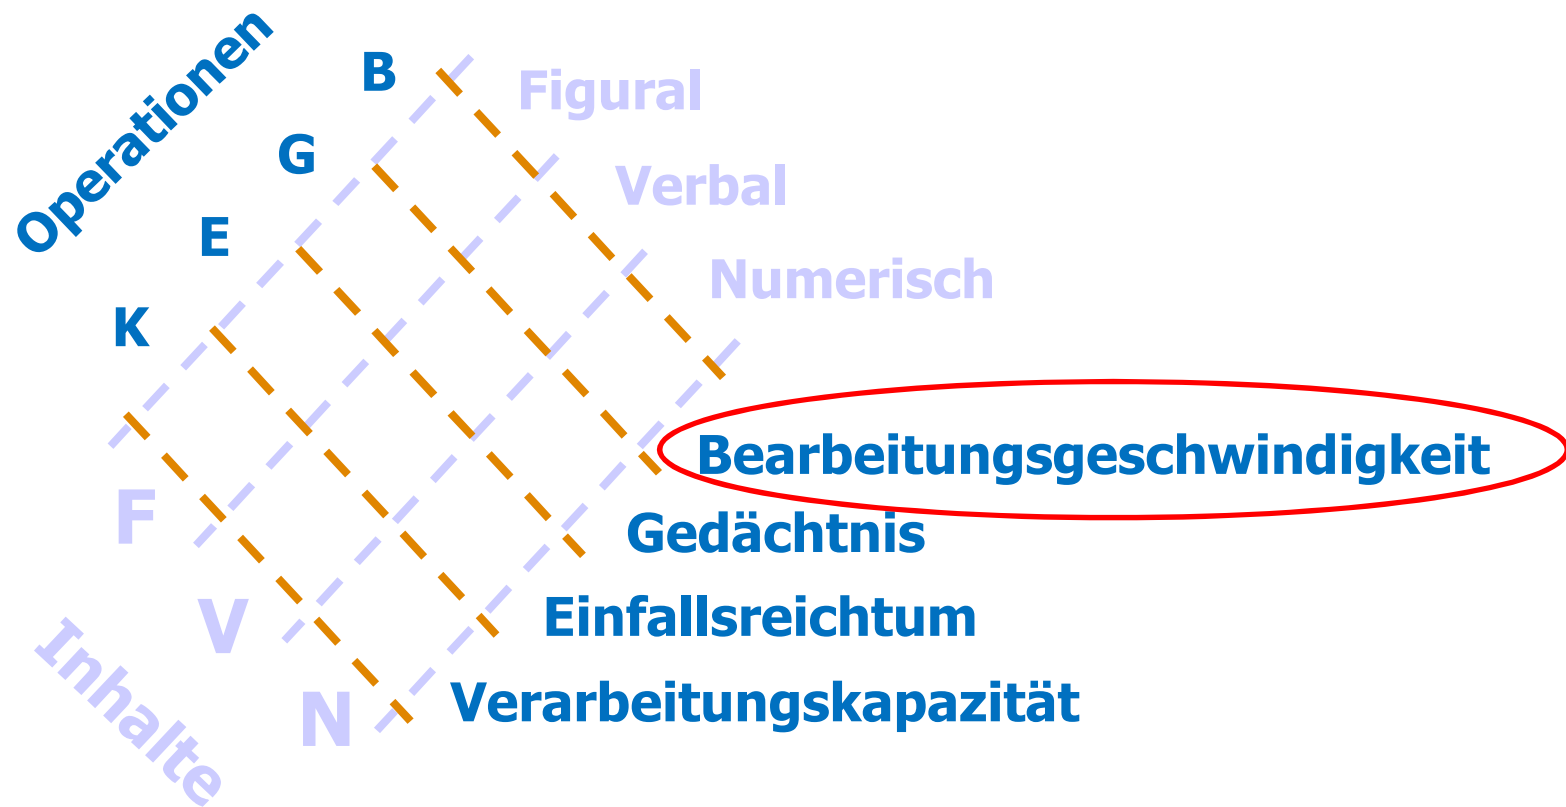 Operationen
B
Figural
G
Verbal
E
Numerisch
K
Bearbeitungsgeschwindigkeit
F
Gedächtnis
V
Einfallsreichtum
Inhalte
N
Verarbeitungskapazität